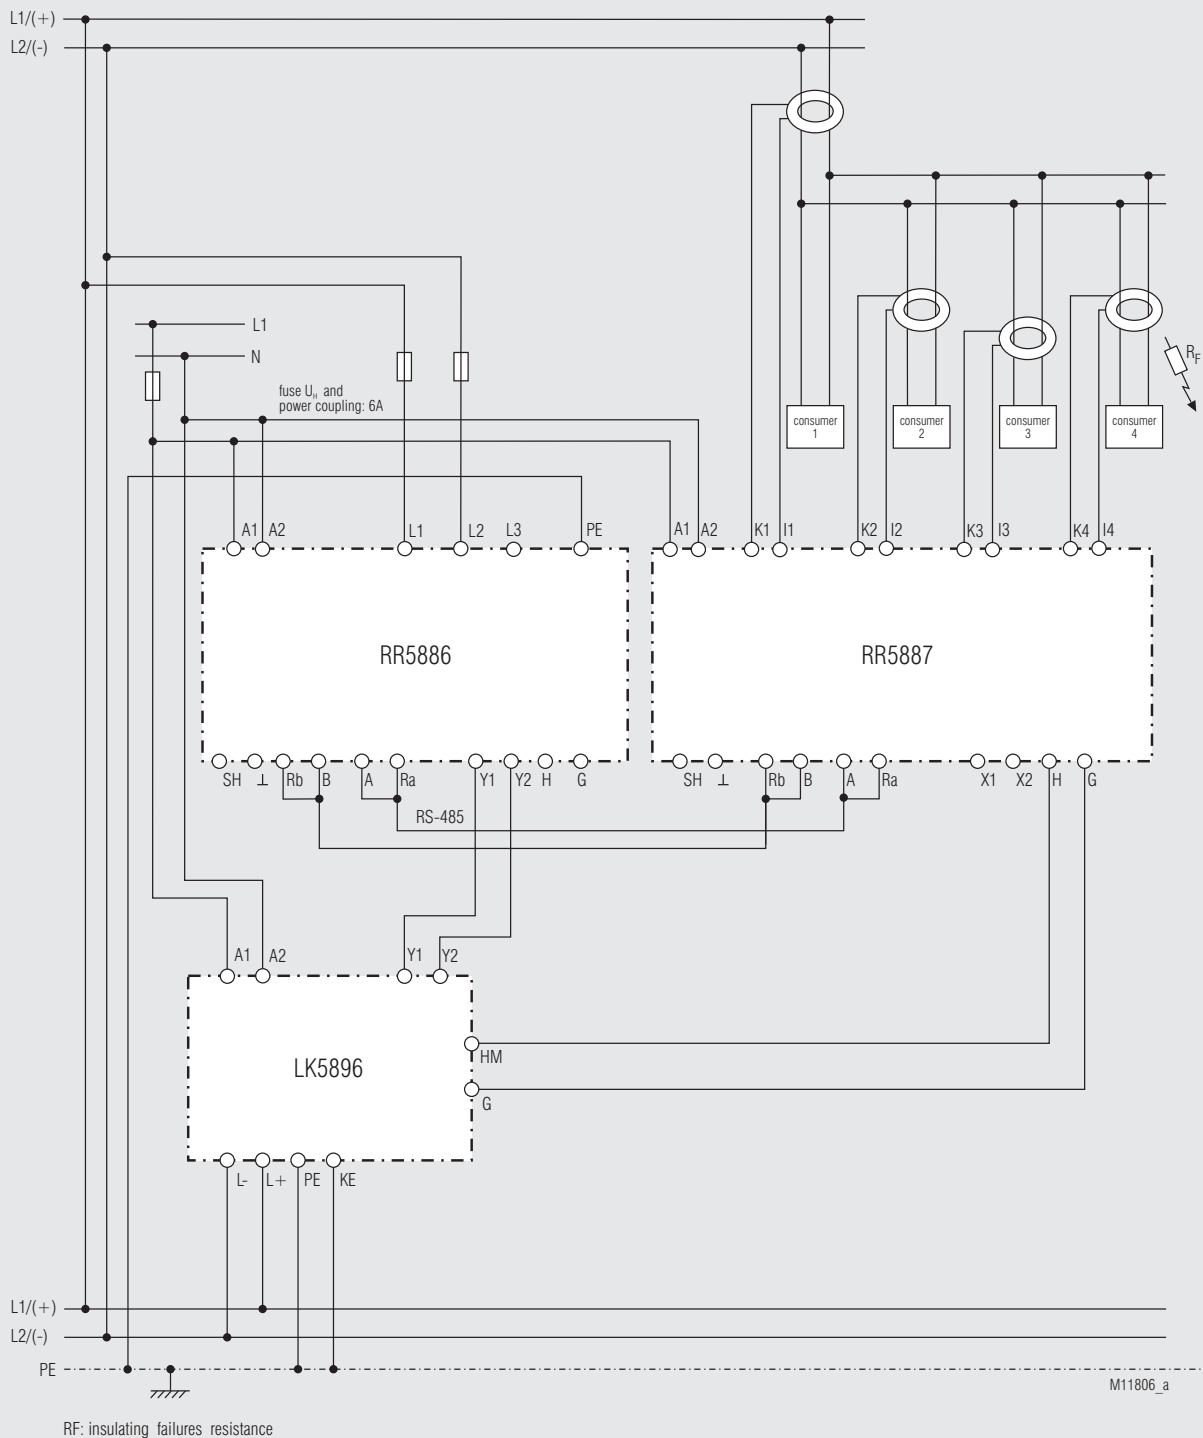 L1/(+)
L2/(-)
L1
N
fuse U_H and
power coupling: 6A
R_F
consumer
1
consumer
2
consumer
3
consumer
4
A1 A2 L1 L2 L3 PE
A1 A2 K1 I1 K2 I2 K3 I3 K4 I4
RR5886
RR5887
SH ⊥ Rb B A Ra Y1 Y2 H G
SH ⊥ Rb B A Ra X1 X2 H G
RS-485
A1 A2 Y1 Y2
LK5896
HM
G
L- L+ PE KE
L1/(+)
L2/(-)
PE
M11806_a
RF: insulating failures resistance